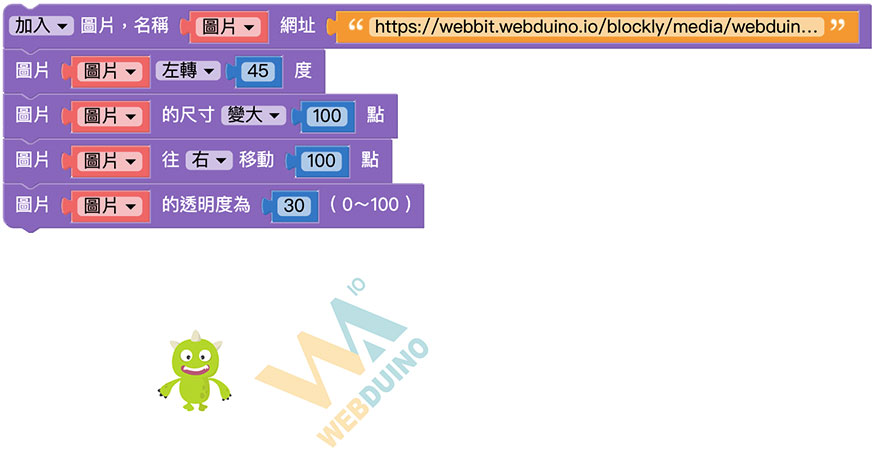 加入 圖片，名稱 圖片 網址 “ https://webbit.webduino.io/blockly/media/webduin... ”
圖片 圖片 左轉 45 度
圖片 圖片 的尺寸 變大 100 點
圖片 圖片 往 右 移動 100 點
圖片 圖片 的透明度為 30 ( 0～100 )
IO
WEBDUINO